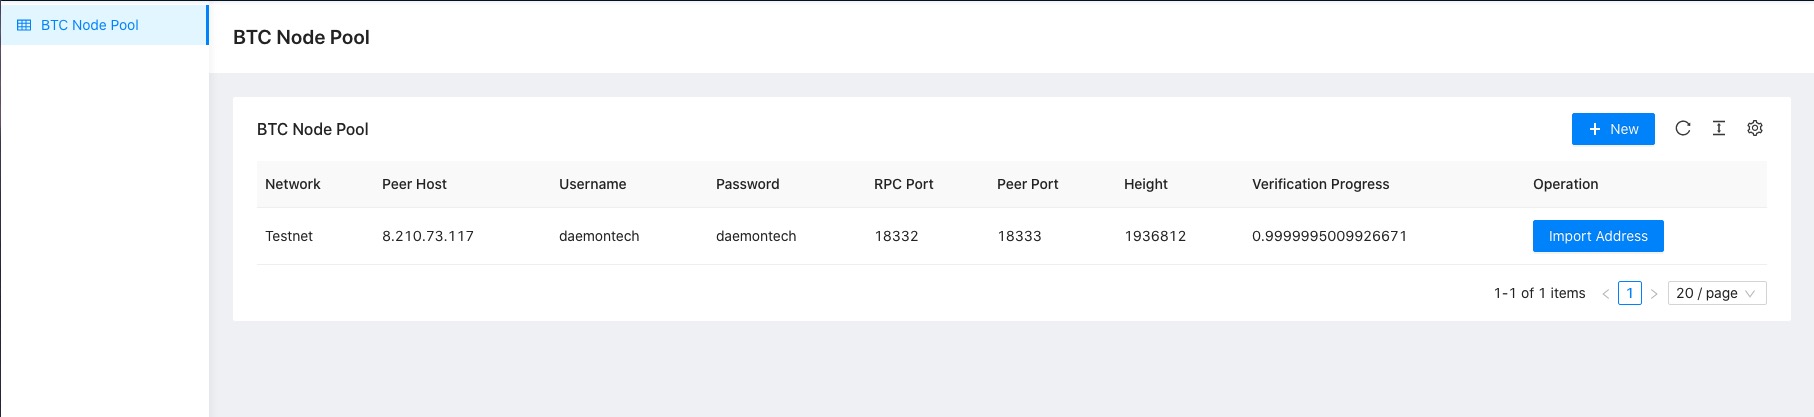 BTC Node Pool
BTC Node Pool
BTC Node Pool
+ New
Network Peer Host Username Password RPC Port Peer Port Height Verification Progress Operation
Testnet 8.210.73.117 daemontech daemontech 18332 18333 1936812 0.9999995009926671 Import Address
1-1 of 1 items < 1 > 20 / page